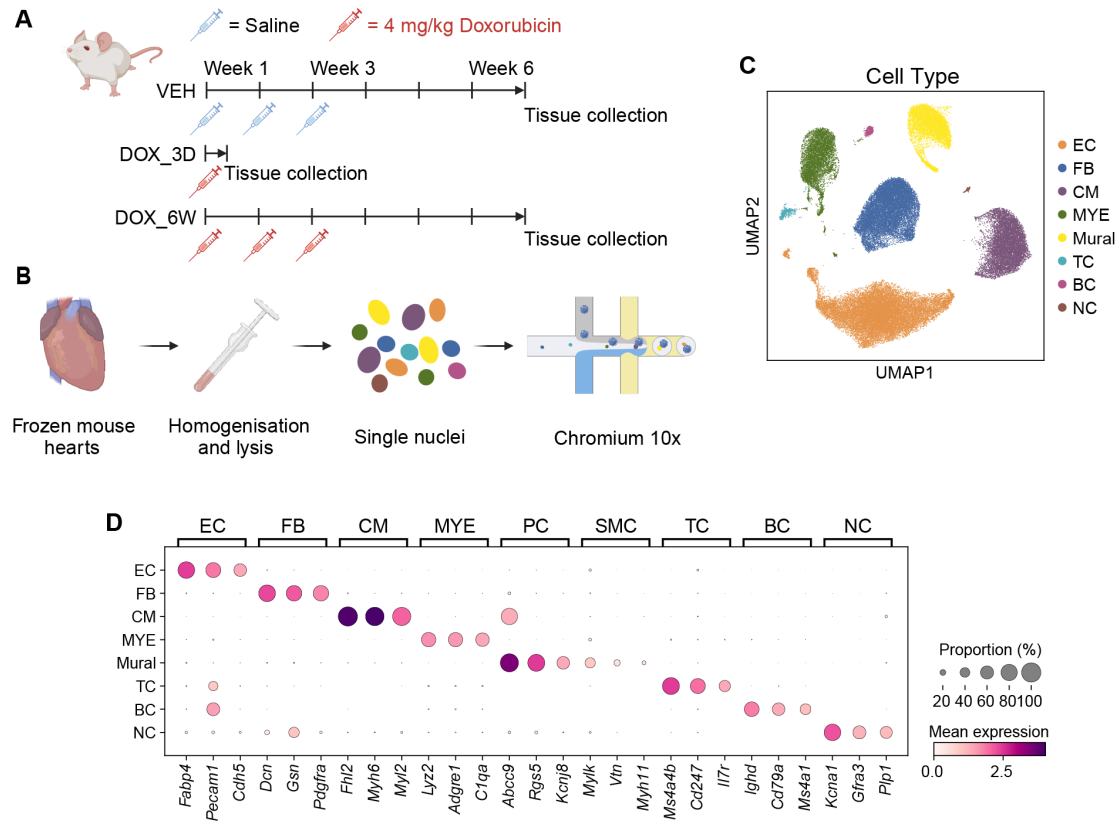 A
= Saline
= 4 mg/kg Doxorubicin
Week 1
Week 3
Week 6
VEH
Tissue collection
DOX_3D
Tissue collection
DOX_6W
Tissue collection
B
Frozen mouse
hearts
Homogenisation
and lysis
Single nuclei
Chromium 10x
C
Cell Type
UMAP2
UMAP1
EC
FB
CM
MYE
Mural
TC
BC
NC
D
EC FB CM MYE PC SMC TC BC NC
EC
FB
CM
MYE
Mural
TC
BC
NC
Fabp4
Pecam1
Cdh5
Dcn
Gsn
Pdgfra
Fhl2
Myh6
Myl2
Lyz2
Adgre1
C1qa
Abcc9
Rgs5
Kcnj8
Mylk
Vtn
Myh11
Ms4a4b
Cd247
Il7r
Ighd
Cd79a
Ms4a1
Kcna1
Gfra3
Plp1
Proportion (%)
20 40 60 80 100
Mean expression
0.0 2.5